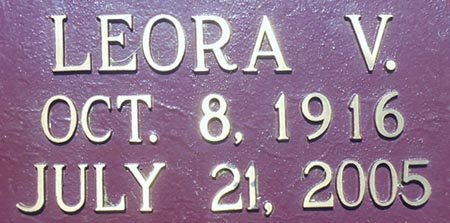 LEORA V.
OCT. 8, 1916
JULY 21, 2005